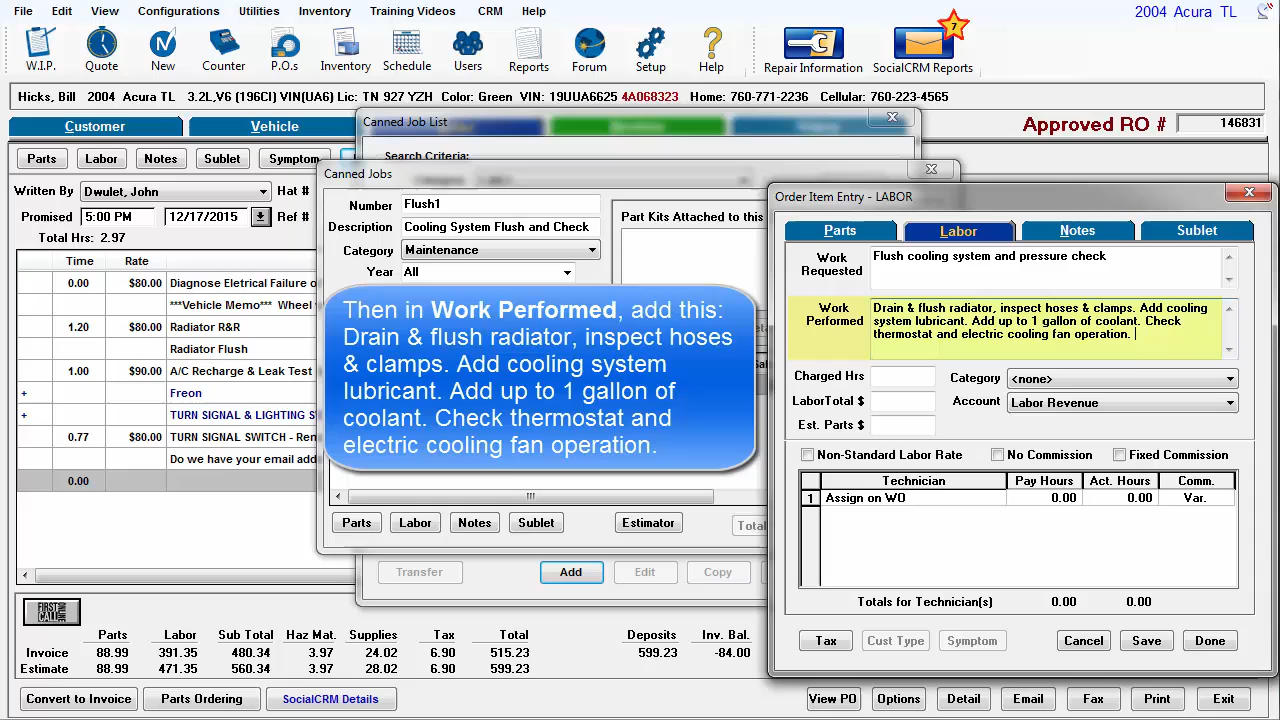 File Edit View Configurations Utilities Inventory Training Videos CRM Help 2004 Acura TL
7
W.I.P. Quote New Counter P.O.s Inventory Schedule Users Reports Forum Setup Help Repair Information SocialCRM Reports
Hicks, Bill 2004 Acura TL 3.2L,V6 (196CI) VIN(UA6) Lic: TN 927 YZH Color: Green VIN: 19UUA6625 4A068323 Home: 760-771-2236 Cellular: 760-223-4565
Customer Vehicle
Approved RO # 146831
Parts Labor Notes Sublet Symptom
Written By Dwulet, John Hat #
Promised 5:00 PM 12/17/2015 Ref #
Total Hrs: 2.97
Time Rate
0.00 $80.00 Diagnose Eletrical Failure o
***Vehicle Memo*** Wheel
1.20 $80.00 Radiator R&R
Radiator Flush
1.00 $90.00 A/C Recharge & Leak Test
+ Freon
+ TURN SIGNAL & LIGHTING S
0.77 $80.00 TURN SIGNAL SWITCH - Ren
Do we have your email add
0.00
Canned Job List
Search Criteria:
Canned Jobs
Number Flush1
Description Cooling System Flush and Check
Category Maintenance
Year All
Part Kits Attached to this
Then in Work Performed, add this:
Drain & flush radiator, inspect hoses
& clamps. Add cooling system
lubricant. Add up to 1 gallon of
coolant. Check thermostat and
electric cooling fan operation.
Parts Labor Notes Sublet Estimator Total
Transfer Add Edit Copy
Order Item Entry - LABOR
Parts Labor Notes Sublet
Work Requested
Flush cooling system and pressure check
Work Performed
Drain & flush radiator, inspect hoses & clamps. Add cooling
system lubricant. Add up to 1 gallon of coolant. Check
thermostat and electric cooling fan operation.
Charged Hrs Category <none>
LaborTotal $ Account Labor Revenue
Est. Parts $
Non-Standard Labor Rate No Commission Fixed Commission
Technician Pay Hours Act. Hours Comm.
1 Assign on WO 0.00 0.00 Var.
Totals for Technician(s) 0.00 0.00
Tax Cust Type Symptom Cancel Save Done
FIRST CALL
Parts Labor Sub Total Haz Mat. Supplies Tax Total Deposits Inv. Bal.
Invoice 88.99 391.35 480.34 3.97 24.02 6.90 515.23 599.23 -84.00
Estimate 88.99 471.35 560.34 3.97 28.02 6.90 599.23
Convert to Invoice Parts Ordering SocialCRM Details View PO Options Detail Email Fax Print Exit